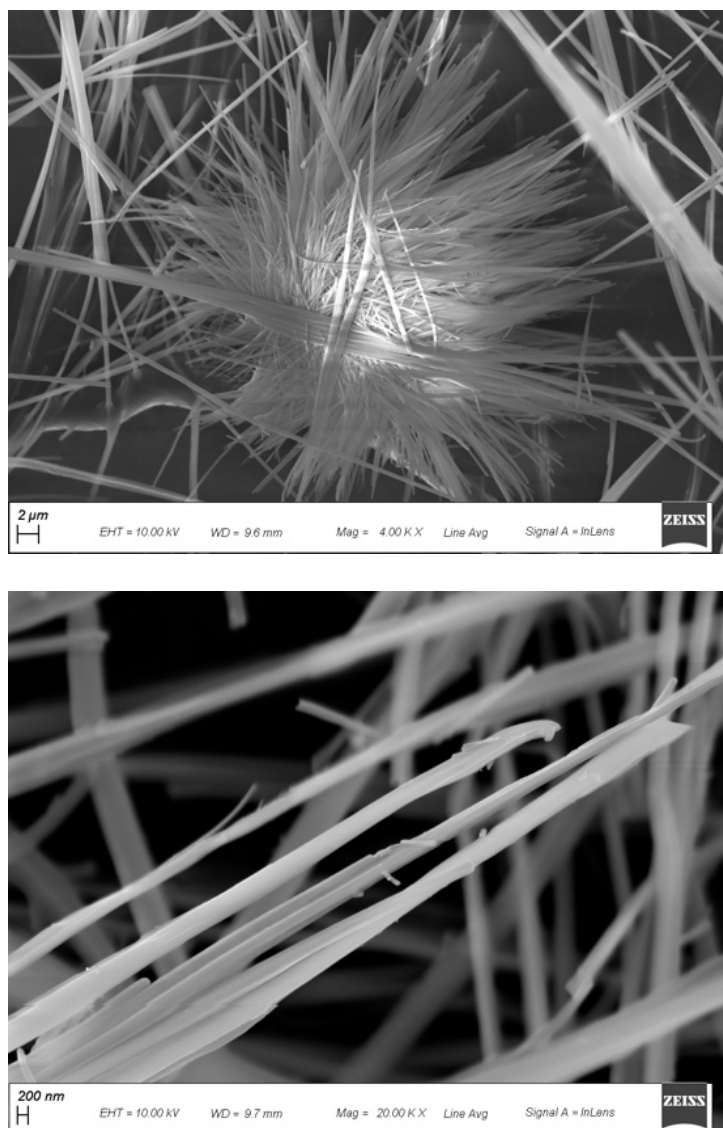 2 µm
EHT = 10.00 kV WD = 9.6 mm Mag = 4.00 K X Line Avg Signal A = InLens ZEISS
200 nm
EHT = 10.00 kV WD = 9.7 mm Mag = 20.00 K X Line Avg Signal A = InLens ZEISS